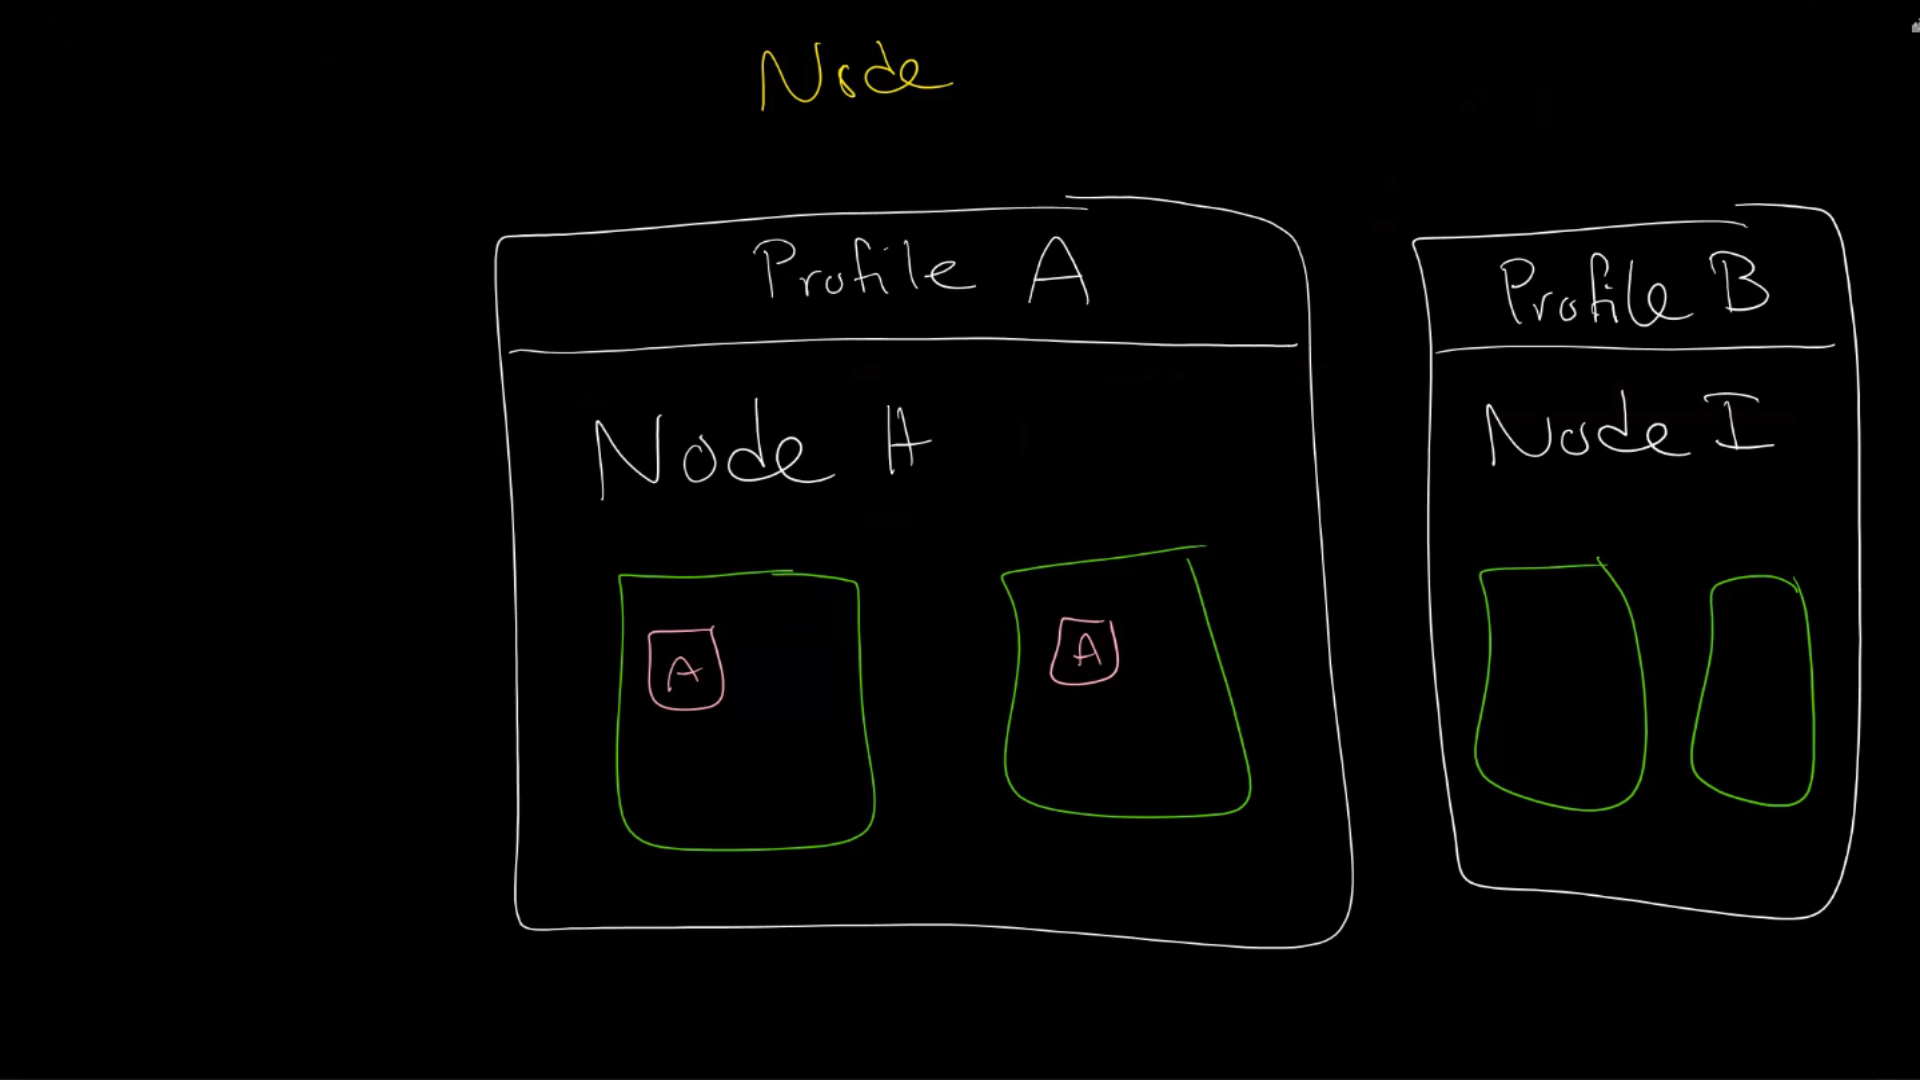 Node
Profile A
Profile B
Node H
Node I
A
A